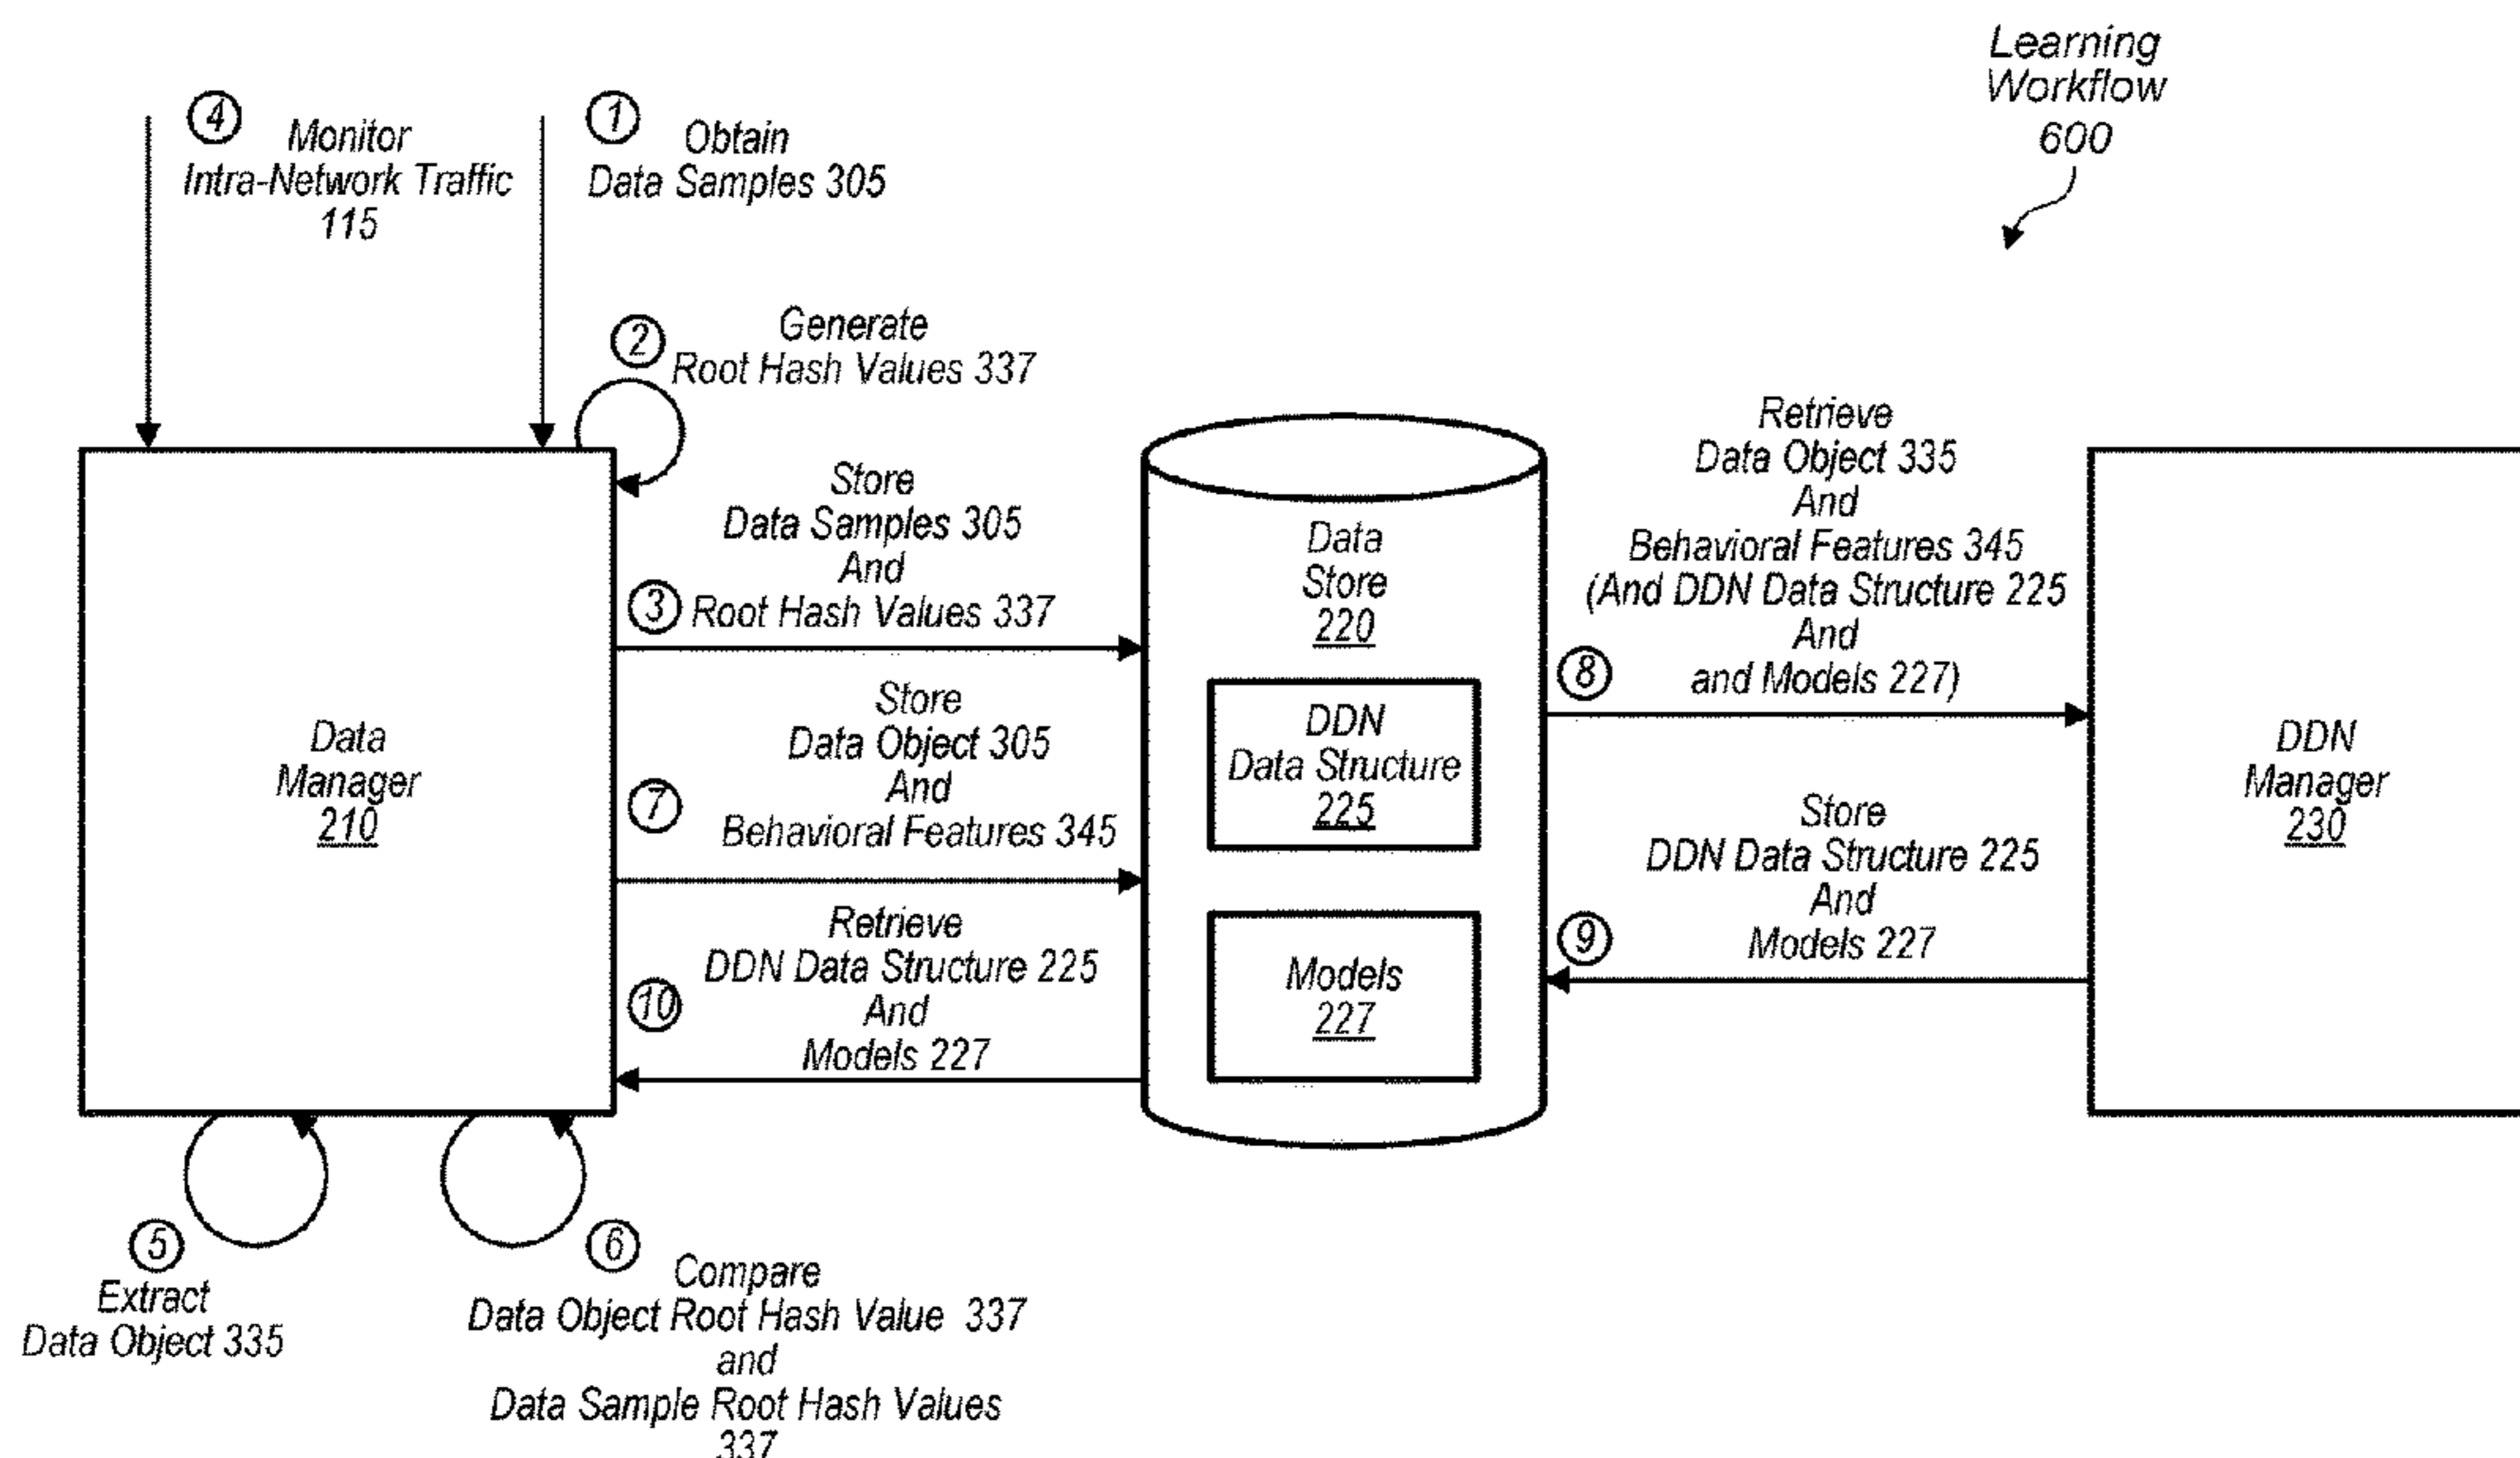 Learning
Workflow
600
4
Monitor
Intra-Network Traffic
115
1
Obtain
Data Samples 305
2
Generate
Root Hash Values 337
Store
Data Samples 305
And
3
Root Hash Values 337
Store
Data Object 305
And
7
Behavioral Features 345
Retrieve
DDN Data Structure 225
10
And
Models 227
Data
Manager
210
Data
Store
220
DDN
Data Structure
225
Models
227
Retrieve
Data Object 335
And
Behavioral Features 345
(And DDN Data Structure 225
And
8
and Models 227)
Store
DDN Data Structure 225
And
9
Models 227
DDN
Manager
230
5
Extract
Data Object 335
6
Compare
Data Object Root Hash Value 337
and
Data Sample Root Hash Values
337